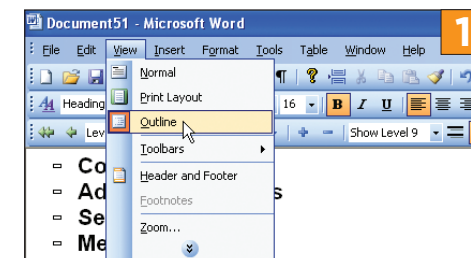 Document51 - Microsoft Word
1
File Edit View Insert Format Tools Table Window Help
Normal
Print Layout
Outline
Toolbars
Header and Footer
Footnotes
Zoom...
Heading 16 B I U
Lev Show Level 9
Co
Ad s
Se
Me